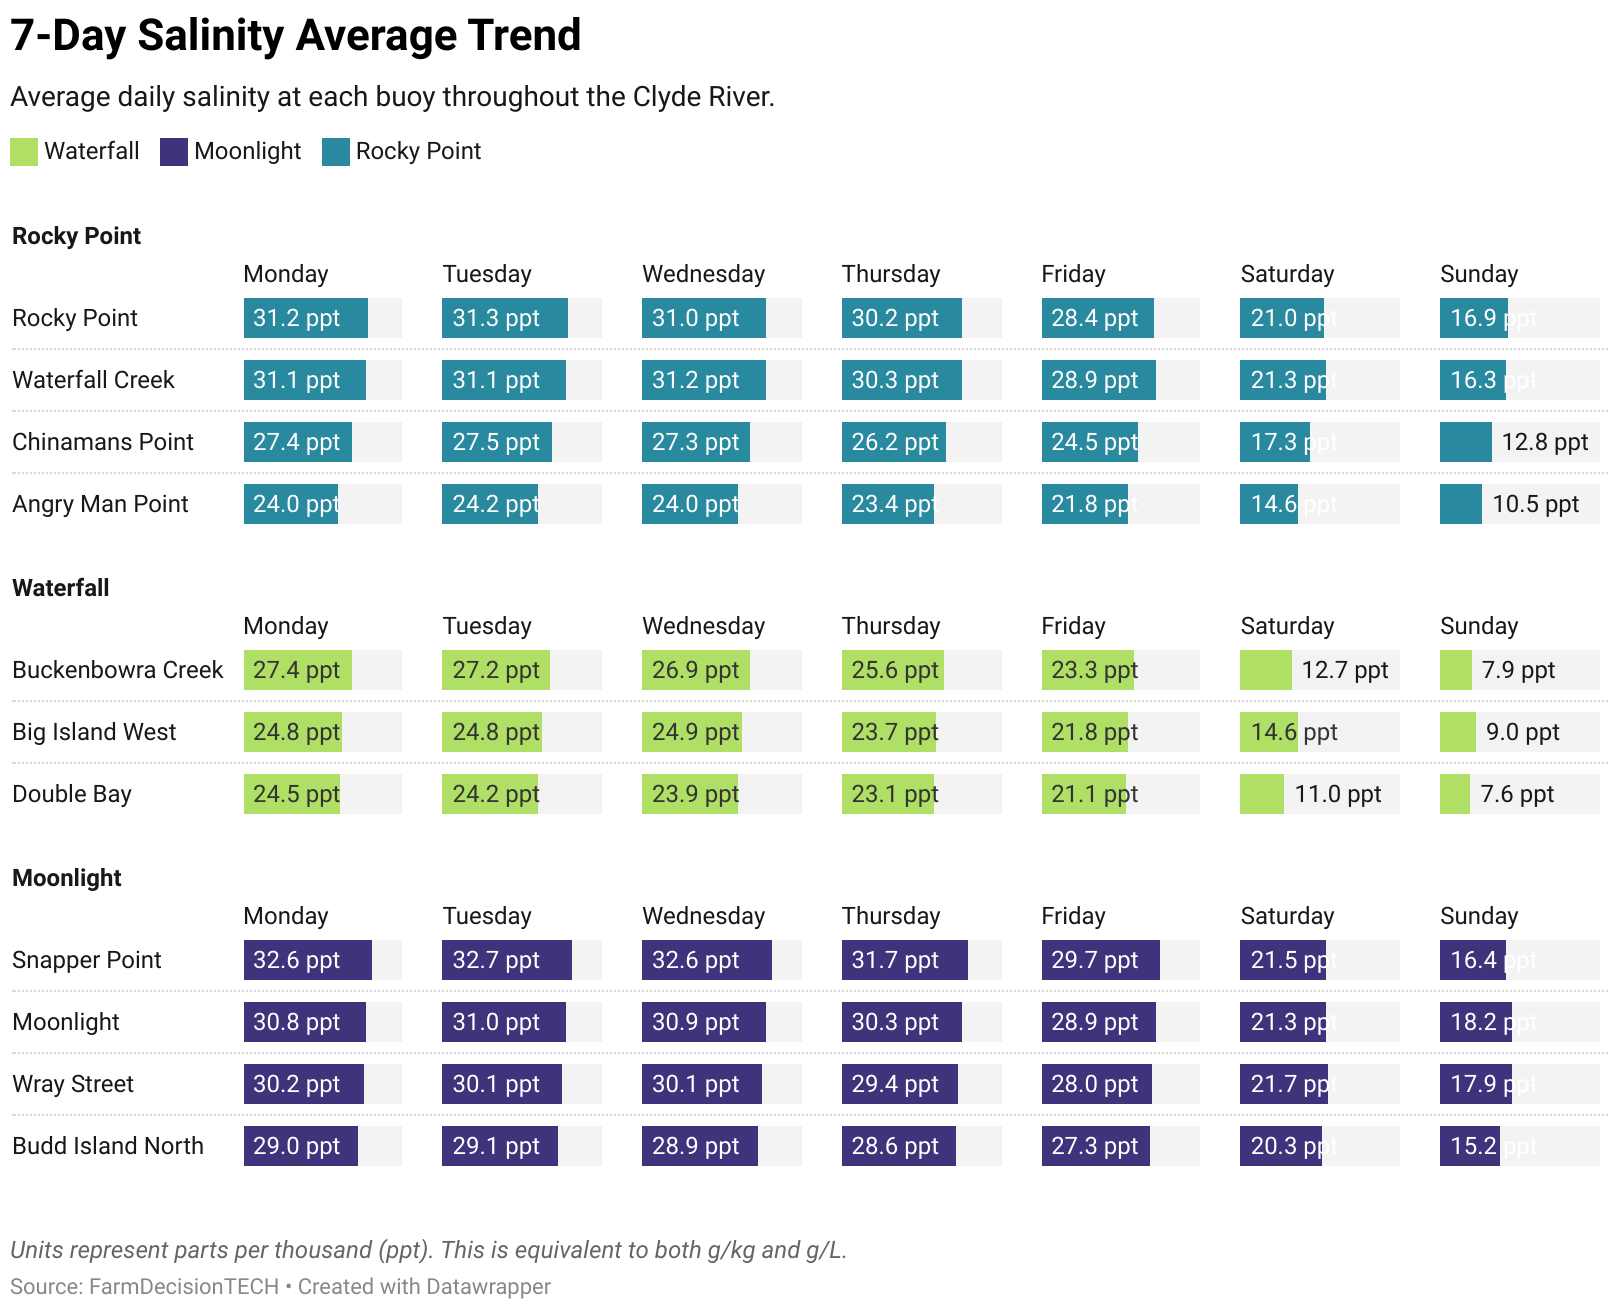 7-Day Salinity Average Trend
Average daily salinity at each buoy throughout the Clyde River.
Waterfall Moonlight Rocky Point
Rocky Point
Monday Tuesday Wednesday Thursday Friday Saturday Sunday
Rocky Point 31.2 ppt 31.3 ppt 31.0 ppt 30.2 ppt 28.4 ppt 21.0 ppt 16.9 ppt
Waterfall Creek 31.1 ppt 31.1 ppt 31.2 ppt 30.3 ppt 28.9 ppt 21.3 ppt 16.3 ppt
Chinamans Point 27.4 ppt 27.5 ppt 27.3 ppt 26.2 ppt 24.5 ppt 17.3 ppt 12.8 ppt
Angry Man Point 24.0 ppt 24.2 ppt 24.0 ppt 23.4 ppt 21.8 ppt 14.6 ppt 10.5 ppt
Waterfall
Monday Tuesday Wednesday Thursday Friday Saturday Sunday
Buckenbowra Creek 27.4 ppt 27.2 ppt 26.9 ppt 25.6 ppt 23.3 ppt 12.7 ppt 7.9 ppt
Big Island West 24.8 ppt 24.8 ppt 24.9 ppt 23.7 ppt 21.8 ppt 14.6 ppt 9.0 ppt
Double Bay 24.5 ppt 24.2 ppt 23.9 ppt 23.1 ppt 21.1 ppt 11.0 ppt 7.6 ppt
Moonlight
Monday Tuesday Wednesday Thursday Friday Saturday Sunday
Snapper Point 32.6 ppt 32.7 ppt 32.6 ppt 31.7 ppt 29.7 ppt 21.5 ppt 16.4 ppt
Moonlight 30.8 ppt 31.0 ppt 30.9 ppt 30.3 ppt 28.9 ppt 21.3 ppt 18.2 ppt
Wray Street 30.2 ppt 30.1 ppt 30.1 ppt 29.4 ppt 28.0 ppt 21.7 ppt 17.9 ppt
Budd Island North 29.0 ppt 29.1 ppt 28.9 ppt 28.6 ppt 27.3 ppt 20.3 ppt 15.2 ppt
Units represent parts per thousand (ppt). This is equivalent to both g/kg and g/L.
Source: FarmDecisionTECH • Created with Datawrapper